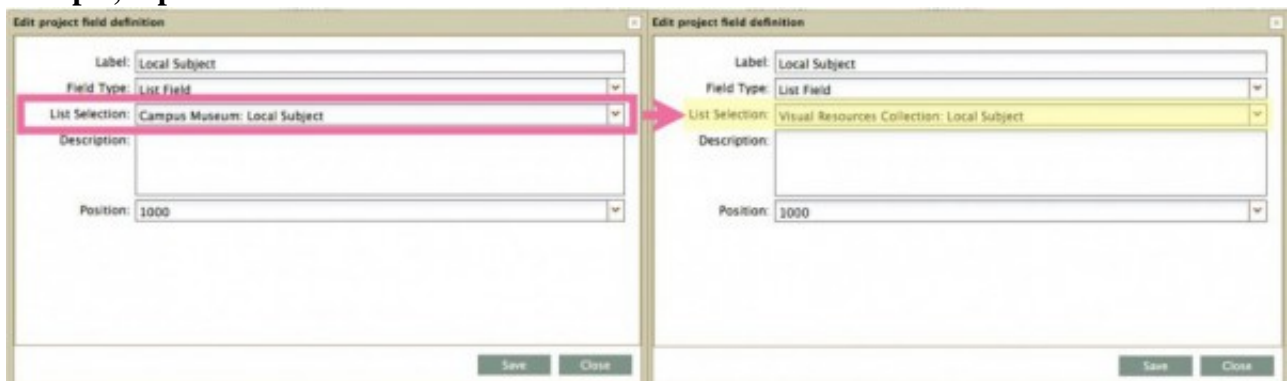 Edit project field definition
Label: Local Subject
Field Type: List Field
List Selection: Campus Museum: Local Subject
Description:
Position: 1000
Save Close
Edit project field definition
Label: Local Subject
Field Type: List Field
List Selection: Visual Resources Collection: Local Subject
Description:
Position: 1000
Save Close